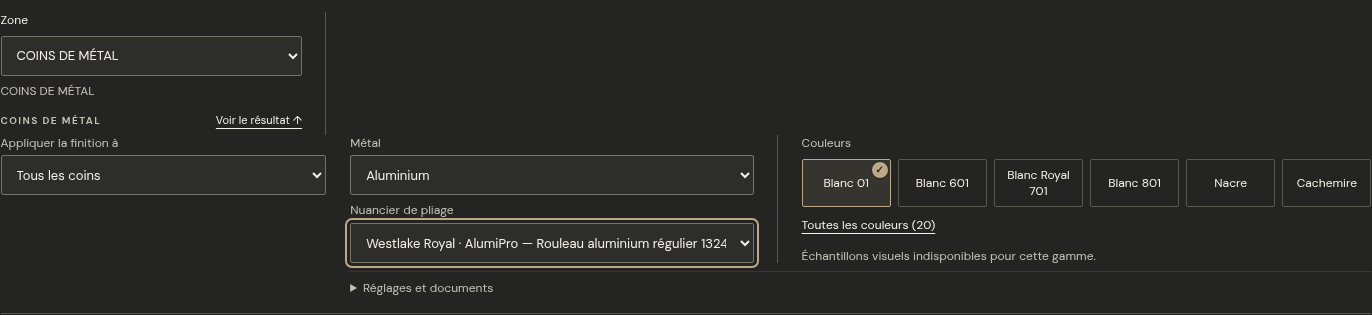 Zone
COINS DE MÉTAL
COINS DE MÉTAL
COINS DE MÉTAL
Voir le résultat ↑
Appliquer la finition à
Tous les coins
Métal
Aluminium
Nuancier de pliage
Westlake Royal · AlumiPro — Rouleau aluminium régulier 1324
Couleurs
Blanc 01
Blanc 601
Blanc Royal
701
Blanc 801
Nacre
Cachemire
Toutes les couleurs (20)
Échantillons visuels indisponibles pour cette gamme.
Réglages et documents